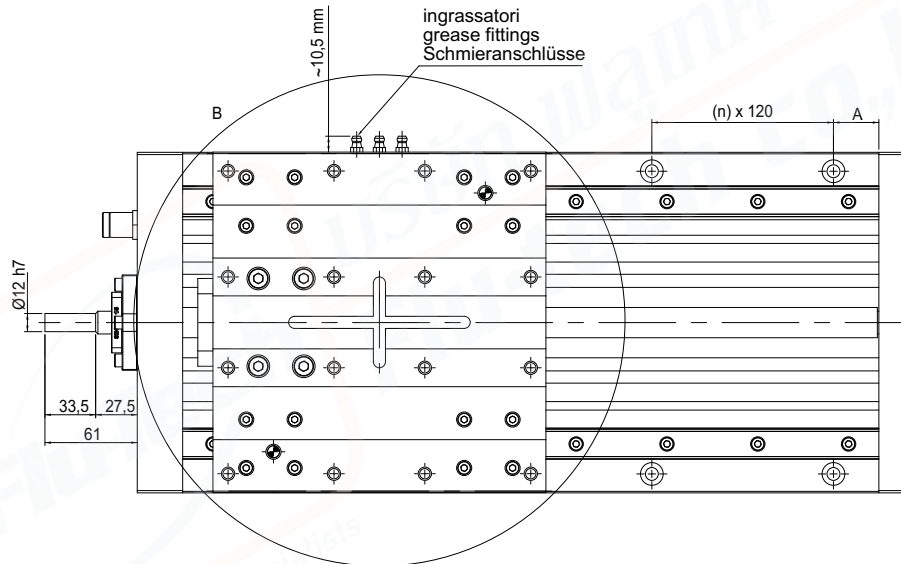 ingrassatori
grease fittings
Schmieranschlüsse
~10,5 mm
B
(n) x 120
A
Ø12 h7
33,5
27,5
61